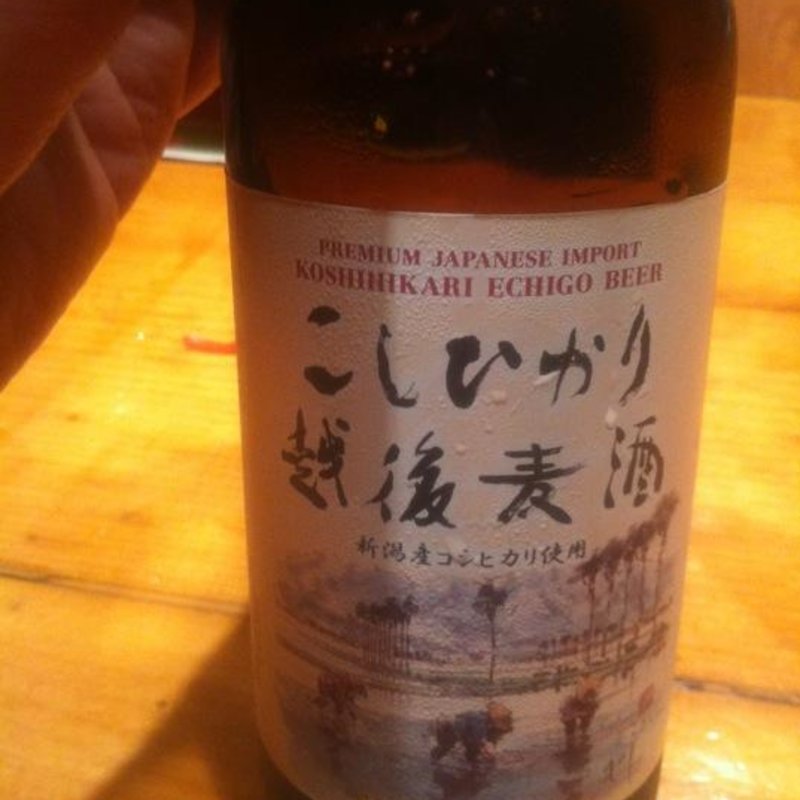 PREMIUM JAPANESE IMPORT
KOSHIHIKARI ECHIGO BEER
こしひかり
越後麦酒
新潟産コシヒカリ使用